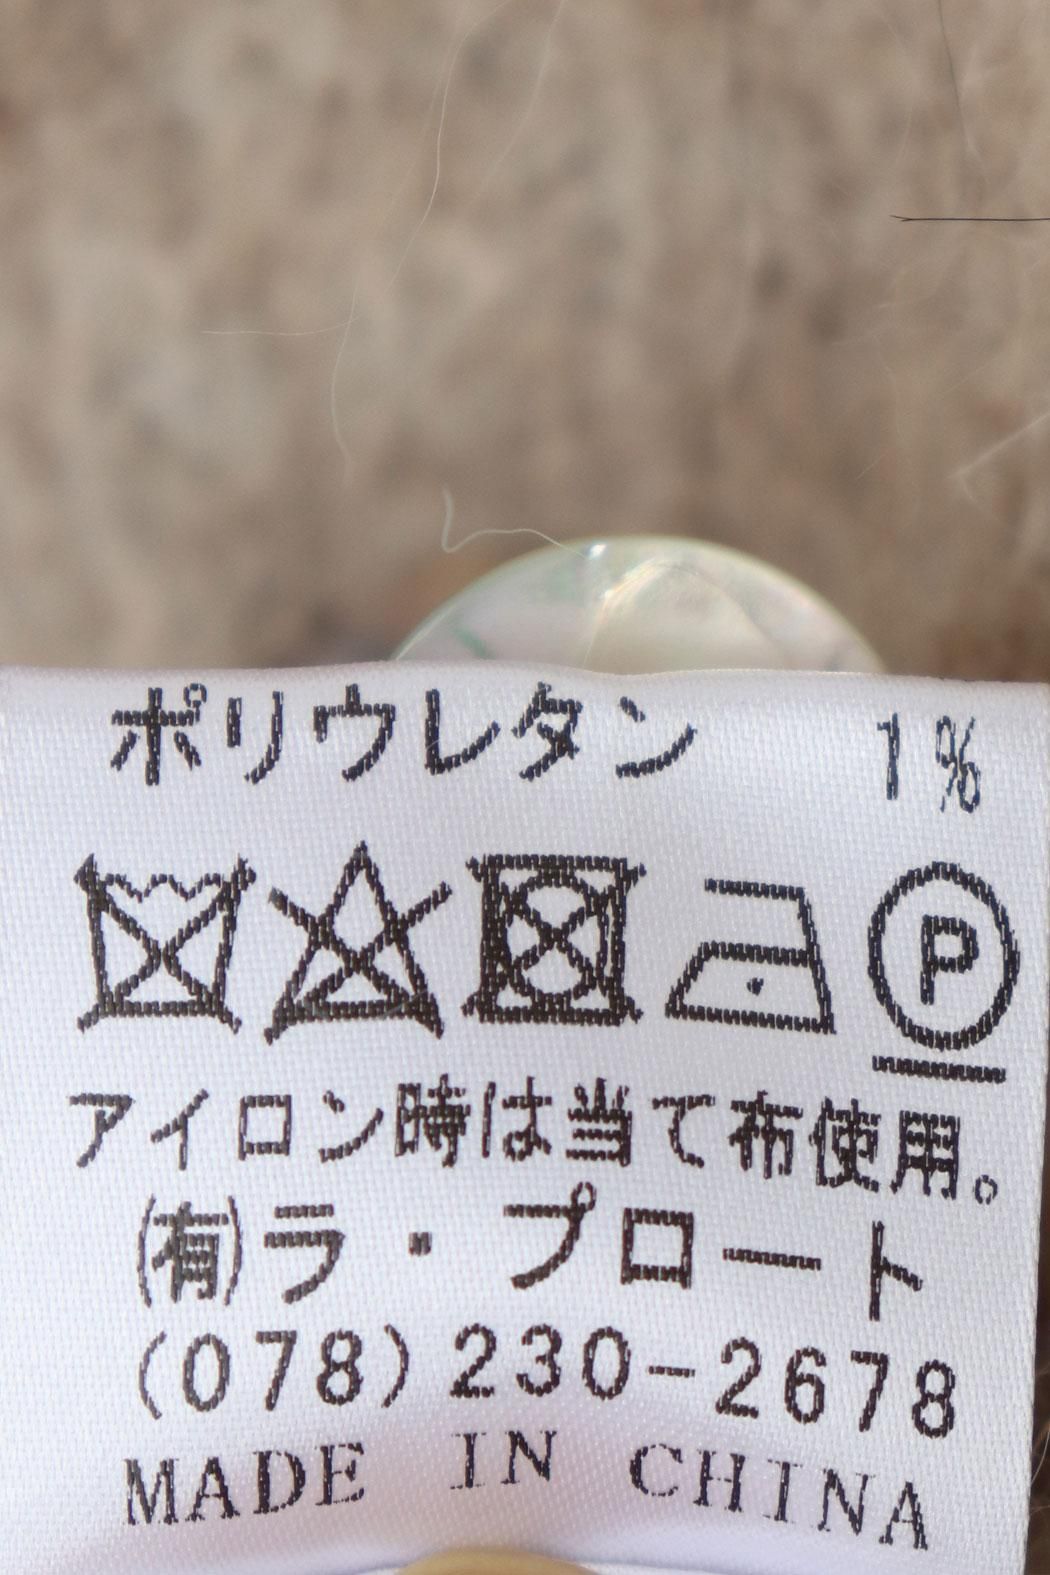 ポリウレタン 1%
P
アイロン時は当て布使用。
(有)ラ・プロート
(078)230-2678
MADE IN CHINA